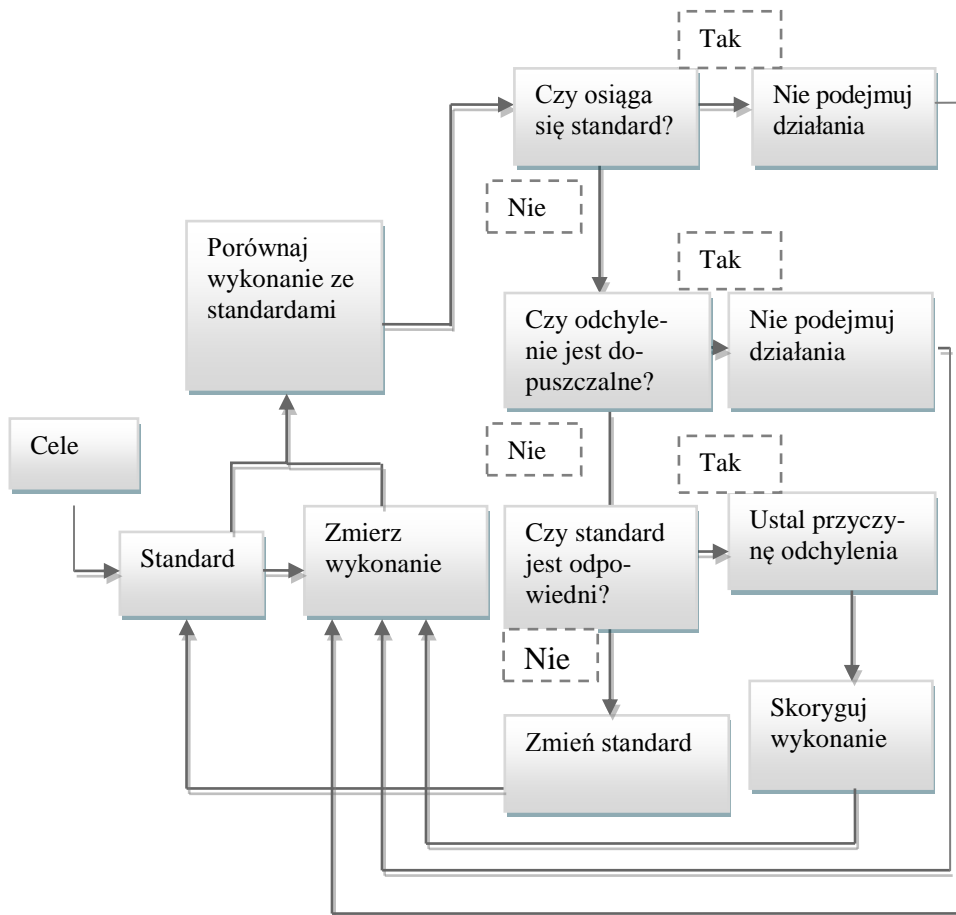 Tak
Czy osiąga
się standard?
Nie podejmuj
działania
Nie
Porównaj
wykonanie ze
standardami
Tak
Czy odchyle-
nie jest do-
puszczalne?
Nie podejmuj
działania
Cele
Nie
Tak
Standard
Zmierz
wykonanie
Czy standard
jest odpo-
wiedni?
Ustal przyczy-
nę odchylenia
Nie
Zmień standard
Skoryguj
wykonanie